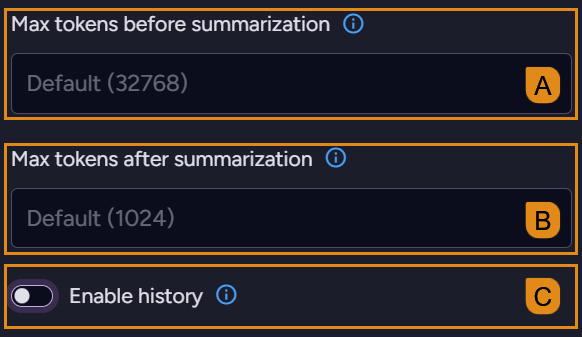 Max tokens before summarization
Default (32768)
A
Max tokens after summarization
Default (1024)
B
Enable history
C